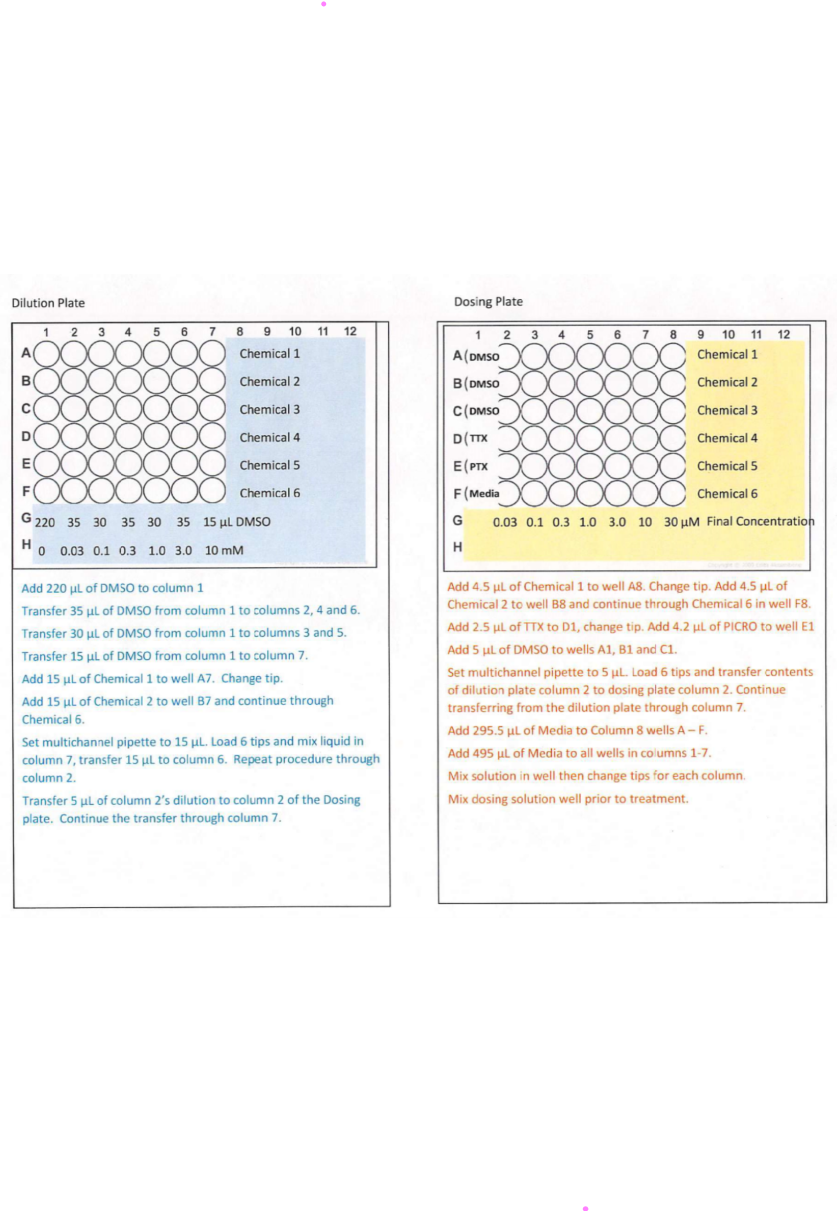 Dilution Plate
1 2 3 4 5 6 7 8 9 10 11 12
A Chemical 1
B Chemical 2
C Chemical 3
D Chemical 4
E Chemical 5
F Chemical 6
G 220 35 30 35 30 35 15 µL DMSO
H 0 0.03 0.1 0.3 1.0 3.0 10 mM
Add 220 µL of DMSO to column 1
Transfer 35 µL of DMSO from column 1 to columns 2, 4 and 6.
Transfer 30 µL of DMSO from column 1 to columns 3 and 5.
Transfer 15 µL of DMSO from column 1 to column 7.
Add 15 µL of Chemical 1 to well A7. Change tip.
Add 15 µL of Chemical 2 to well B7 and continue through
Chemical 6.
Set multichannel pipette to 15 µL. Load 6 tips and mix liquid in
column 7, transfer 15 µL to column 6. Repeat procedure through
column 2.
Transfer 5 µL of column 2's dilution to column 2 of the Dosing
plate. Continue the transfer through column 7.
Dosing Plate
1 2 3 4 5 6 7 8 9 10 11 12
A DMSO Chemical 1
B DMSO Chemical 2
C DMSO Chemical 3
D TTX Chemical 4
E PTX Chemical 5
F Media Chemical 6
G 0.03 0.1 0.3 1.0 3.0 10 30 µM Final Concentration
H
Add 4.5 µL of Chemical 1 to well A8. Change tip. Add 4.5 µL of
Chemical 2 to well B8 and continue through Chemical 6 in well F8.
Add 2.5 µL of TTX to D1, change tip. Add 4.2 µL of PICRO to well E1
Add 5 µL of DMSO to wells A1, B1 and C1.
Set multichannel pipette to 5 µL. Load 6 tips and transfer contents
of dilution plate column 2 to dosing plate column 2. Continue
transferring from the dilution plate through column 7.
Add 295.5 µL of Media to Column 8 wells A – F.
Add 495 µL of Media to all wells in columns 1-7.
Mix solution in well then change tips for each column.
Mix dosing solution well prior to treatment.